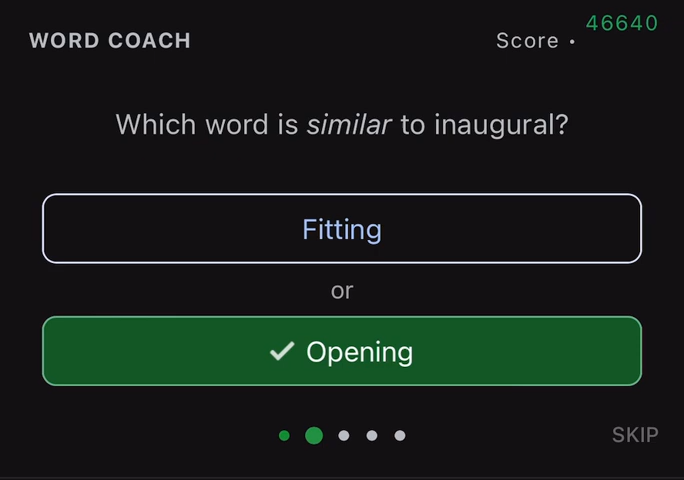 WORD COACH
Score •
46640
Which word is similar to inaugural?
Fitting
or
✓ Opening
SKIP